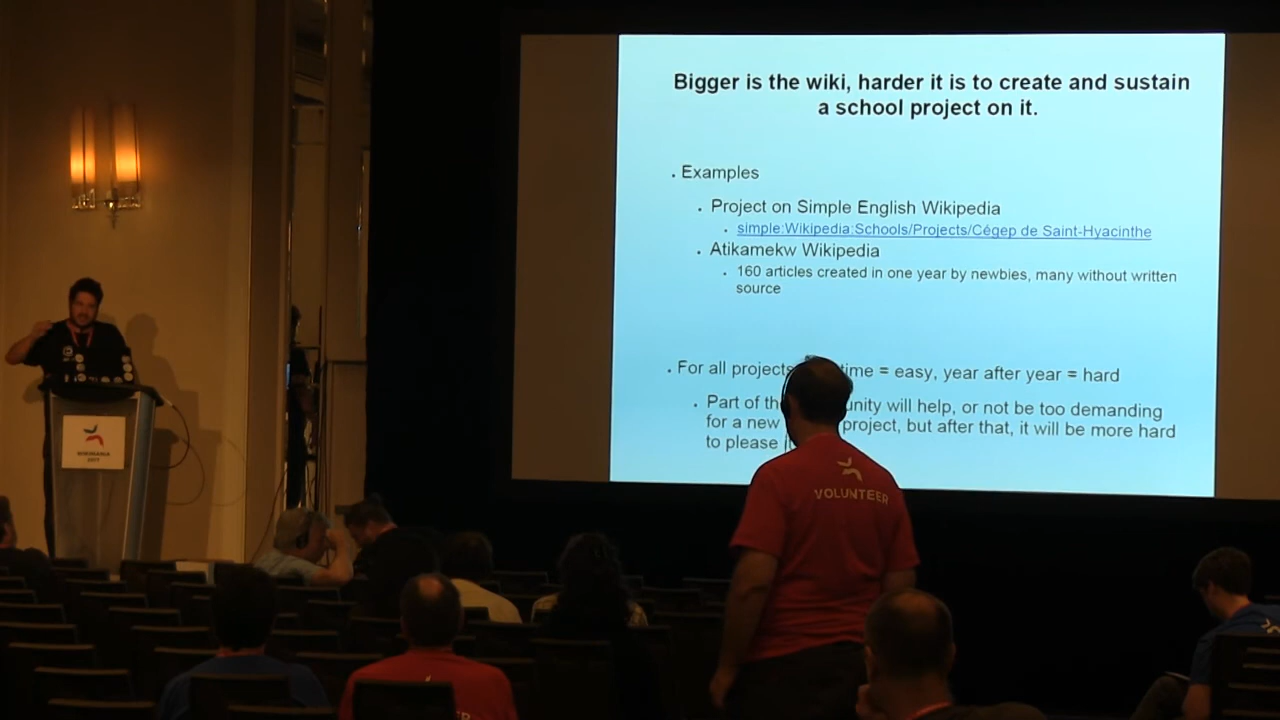 Bigger is the wiki, harder it is to create and sustain
a school project on it.
. Examples
. Project on Simple English Wikipedia
. simple:Wikipedia:Schools/Projects/Cégep de Saint-Hyacinthe
. Atikamekw Wikipedia
. 160 articles created in one year by newbies, many without written
source
. For all projects time = easy, year after year = hard
. Part of unity will help, or not be too demanding
for a new project, but after that, it will be more hard
to please
VOLUNTEER
WIKIMANIA
2017